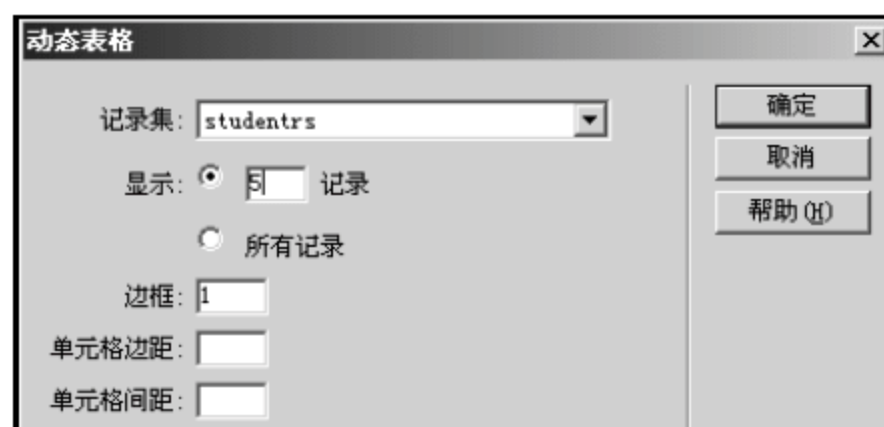 动态表格
记录集: studentrs
确定
显示: 5 记录
取消
所有记录
帮助(H)
边框: 1
单元格边距:
单元格间距: